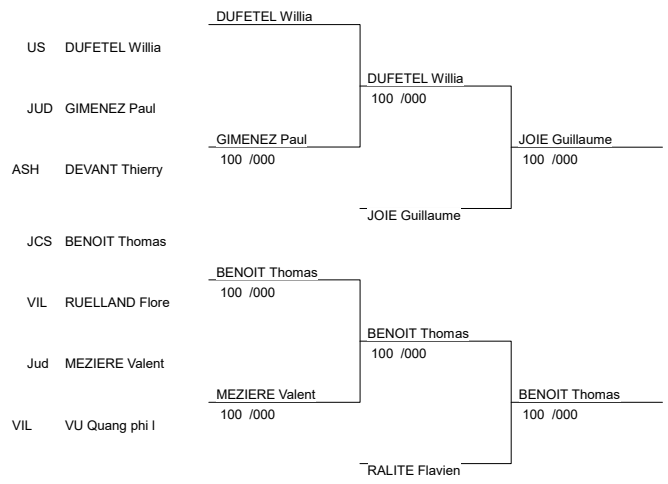 DUFETEL Willia
US DUFETEL Willia
DUFETEL Willia
100 /000
JUD GIMENEZ Paul
GIMENEZ Paul
100 /000
JOIE Guillaume
100 /000
ASH DEVANT Thierry
JOIE Guillaume
JCS BENOIT Thomas
BENOIT Thomas
100 /000
VIL RUELLAND Flore
BENOIT Thomas
100 /000
Jud MEZIERE Valent
MEZIERE Valent
100 /000
BENOIT Thomas
100 /000
VIL VU Quang phi l
RALITE Flavien